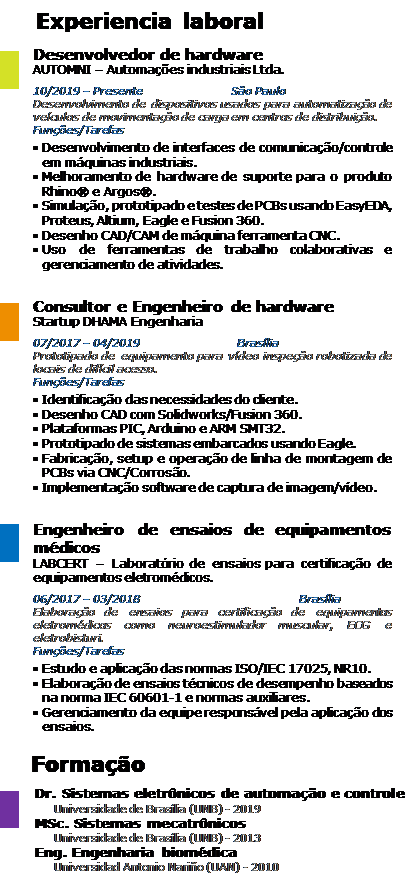 Experiencia laboral
Desenvolvedor de hardware
AUTOMNI – Automações industriais Ltda.
10/2019 – Presente São Paulo
Desenvolvimento de dispositivos usados para automatização de
veículos de movimentação de carga em centros de distribuição.
Funções/Tarefas
▪ Desenvolvimento de interfaces de comunicação/controle
em máquinas industriais.
▪ Melhoramento de hardware de suporte para o produto
Rhino® e Argos®.
▪ Simulação, prototipado e testes de PCBs usando EasyEDA,
Proteus, Altium, Eagle e Fusion 360.
▪ Desenho CAD/CAM de máquina ferramenta CNC.
▪ Uso de ferramentas de trabalho colaborativas e
gerenciamento de atividades.
Consultor e Engenheiro de hardware
Startup DHAMA Engenharia
07/2017 – 04/2019 Brasília
Prototipado de equipamento para vídeo inspeção robotizada de
locais de difícil acesso.
Funções/Tarefas
▪ Identificação das necessidades do cliente.
▪ Desenho CAD com Solidworks/Fusion 360.
▪ Plataformas PIC, Arduino e ARM SMT32.
▪ Prototipado de sistemas embarcados usando Eagle.
▪ Fabricação, setup e operação de linha de montagem de
PCBs via CNC/Corrosão.
▪ Implementação software de captura de imagem/vídeo.
Engenheiro de ensaios de equipamentos
médicos
LABCERT – Laboratório de ensaios para certificação de
equipamentos eletromédicos.
06/2017 – 03/2018 Brasília
Elaboração de ensaios para certificação de equipamentos
eletromédicos como neuroestimulador muscular, ECG e
eletrobisturi.
Funções/Tarefas
▪ Estudo e aplicação das normas ISO/IEC 17025, NR10.
▪ Elaboração de ensaios técnicos de desempenho baseados
na norma IEC 60601-1 e normas auxiliares.
▪ Gerenciamento da equipe responsável pela aplicação dos
ensaios.
Formação
Dr. Sistemas eletrônicos de automação e controle
Universidade de Brasília (UNB) - 2019
MSc. Sistemas mecatrônicos
Universidade de Brasília (UNB) - 2013
Eng. Engenharia biomédica
Universidad Antonio Nariño (UAN) - 2010